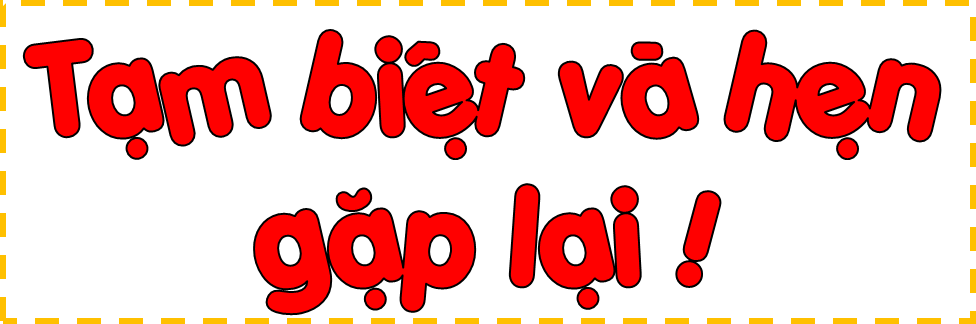 Tạm biệt và hẹn
gặp lại !